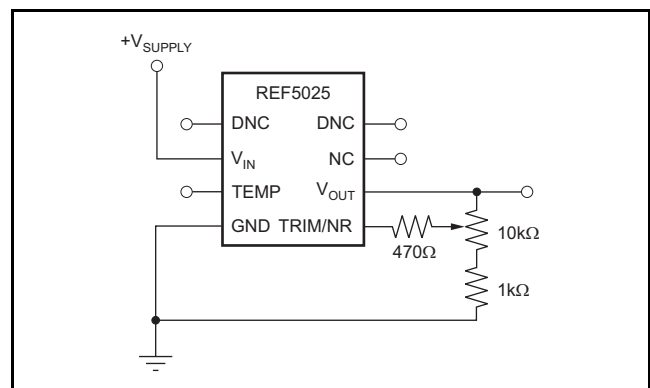 +VSUPPLY
REF5025
DNC DNC
VIN NC
TEMP VOUT
GND TRIM/NR
470Ω
10kΩ
1kΩ